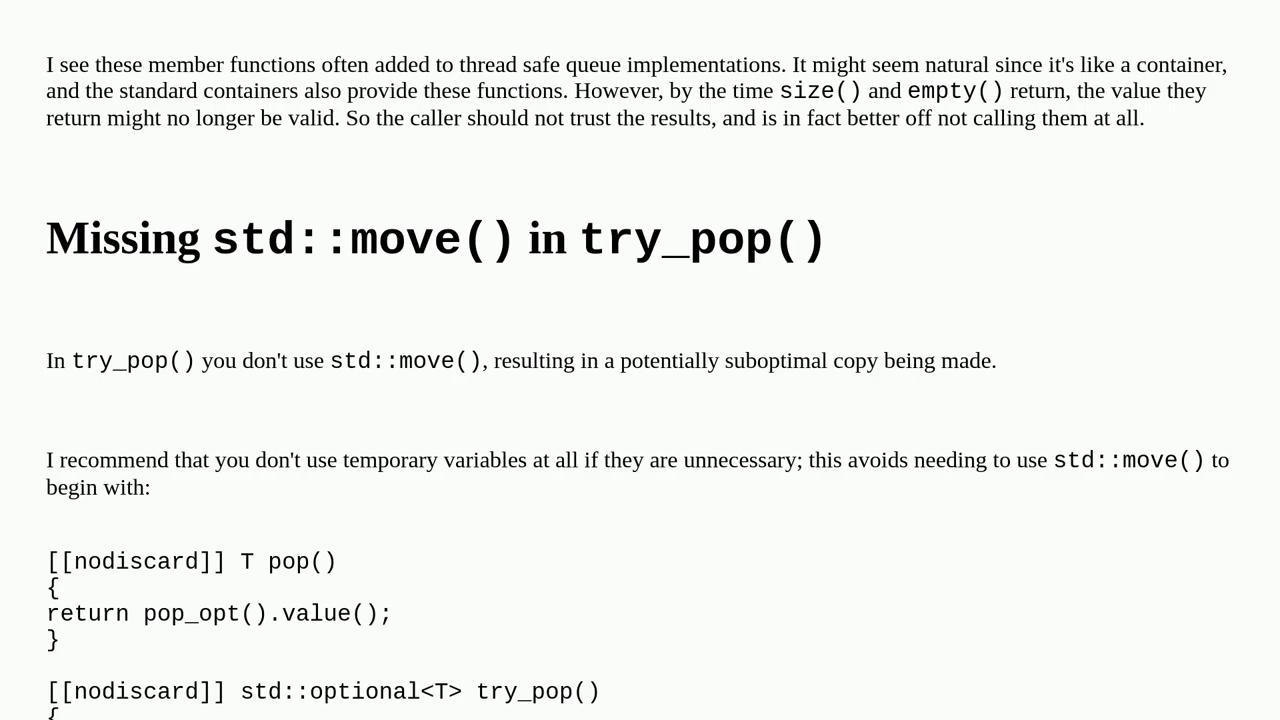 I see these member functions often added to thread safe queue implementations. It might seem natural since it's like a container,
and the standard containers also provide these functions. However, by the time size() and empty() return, the value they
return might no longer be valid. So the caller should not trust the results, and is in fact better off not calling them at all.
Missing std::move() in try_pop()
In try_pop() you don't use std::move(), resulting in a potentially suboptimal copy being made.
I recommend that you don't use temporary variables at all if they are unnecessary; this avoids needing to use std::move() to
begin with:
[[nodiscard]] T pop()
{
return pop_opt().value();
}
[[nodiscard]] std::optional<T> try_pop()
{